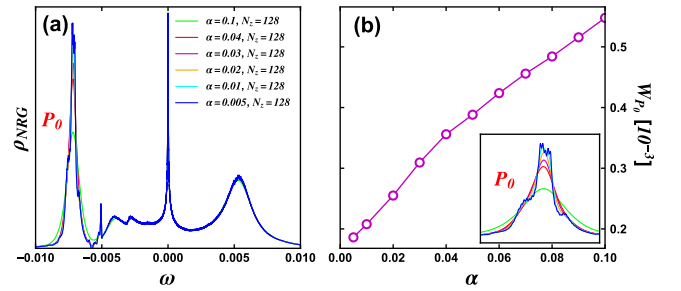 (a)
α=0.1, N_z=128
α=0.04, N_z=128
α=0.03, N_z=128
α=0.02, N_z=128
α=0.01, N_z=128
α=0.005, N_z=128
P_0
ρ_NRG
−0.010
−0.005
0.000
0.005
0.010
ω
(b)
0.5
0.4
0.3
0.2
W_{P_0} [10^{-3}]
P_0
0.00
0.02
0.04
0.06
0.08
0.10
α